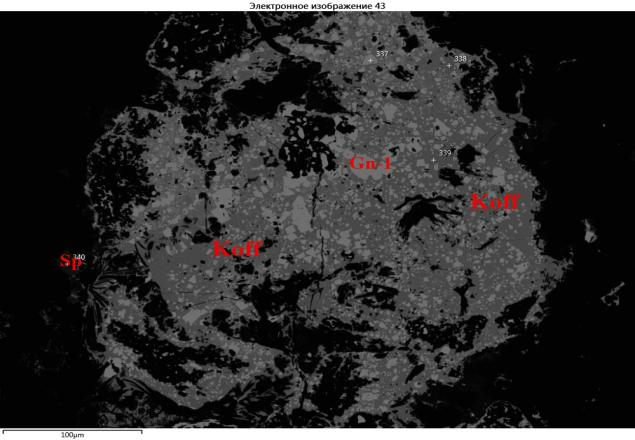 Электронное изображение 43
337
338
339
Gn-1
Koff
Koff
Sp
340
100μm